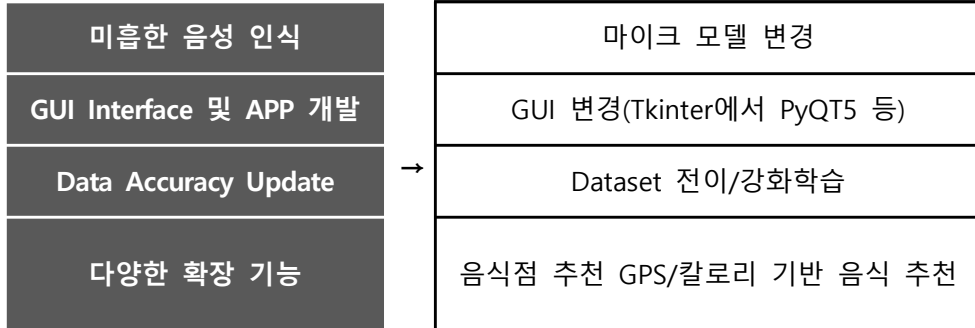 미흡한 음성 인식
마이크 모델 변경
GUI Interface 및 APP 개발
GUI 변경(Tkinter에서 PyQT5 등)
Data Accuracy Update
→
Dataset 전이/강화학습
다양한 확장 기능
음식점 추천 GPS/칼로리 기반 음식 추천